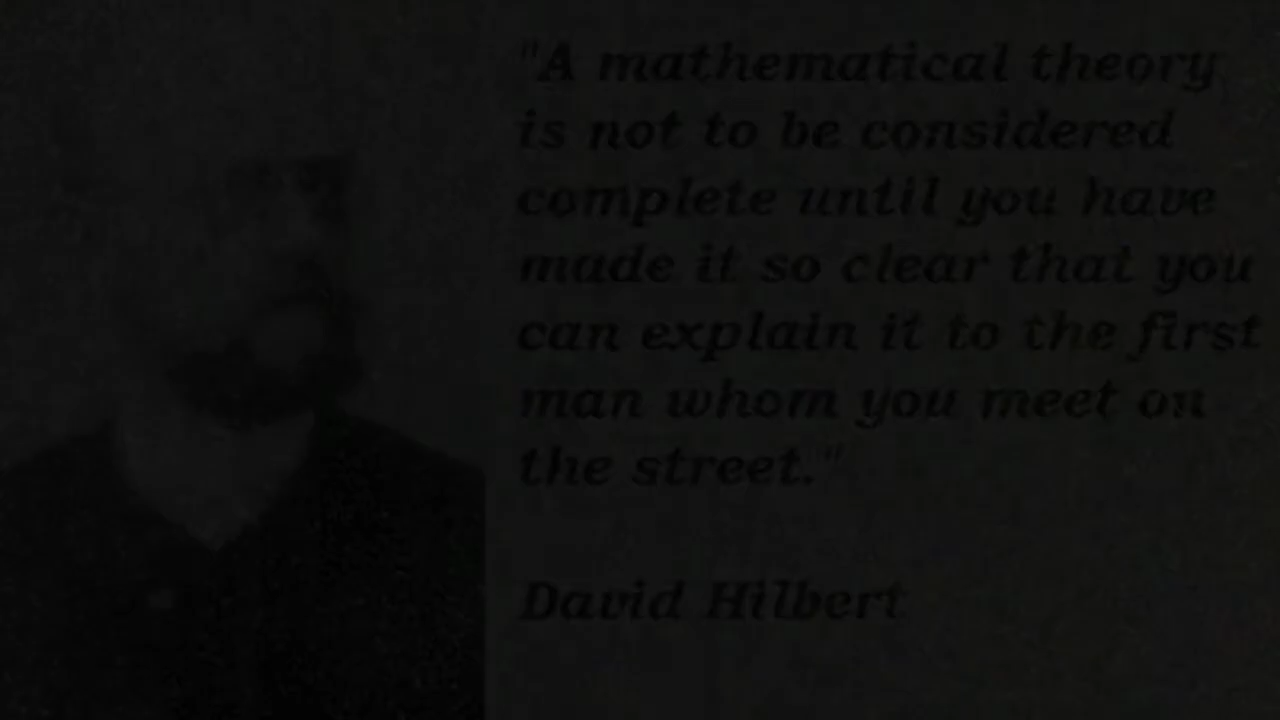 "A mathematical theory
is not to be considered
complete until you have
made it so clear that you
can explain it to the first
man whom you meet on
the street."
David Hilbert